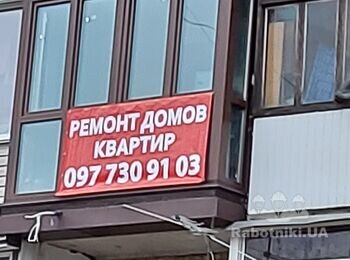 РЕМОНТ ДОМОВ
КВАРТИР
097 730 91 03
Rabotniki.UA